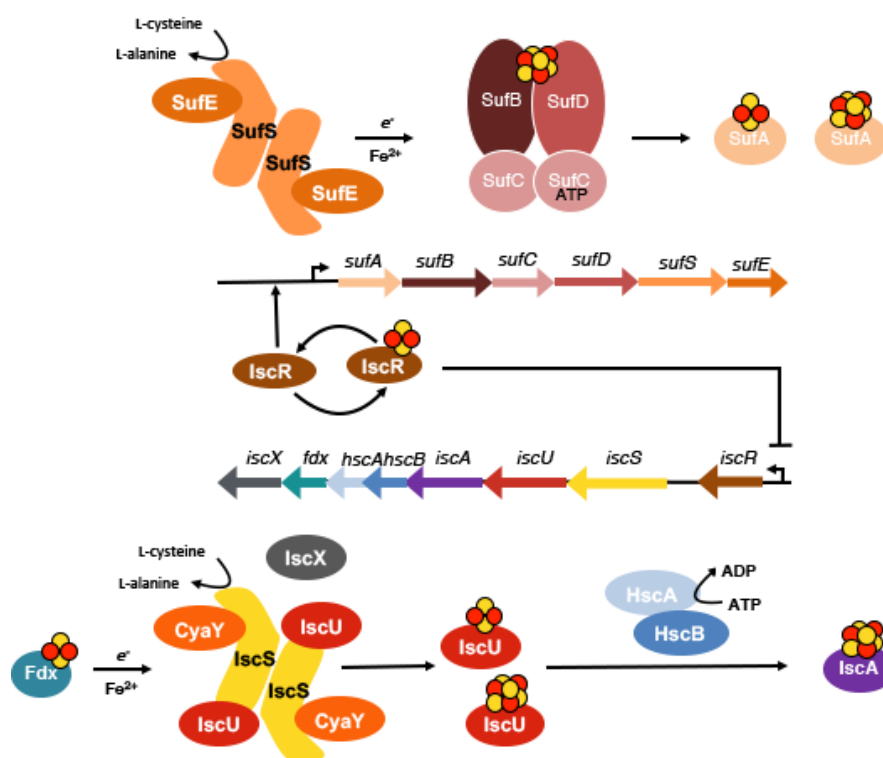 L-cysteine
L-alanine
SufE
SufS
SufS
SufE
e-
Fe2+
SufB
SufD
SufC
SufC
ATP
SufA
SufA
sufA
sufB
sufC
sufD
sufS
sufE
IscR
IscR
iscX
fdx
hscA
hscB
iscA
iscU
iscS
iscR
L-cysteine
L-alanine
IscX
CyaY
IscU
IscS
IscS
IscU
CyaY
Fdx
e-
Fe2+
IscU
IscU
HscA
HscB
ADP
ATP
IscA